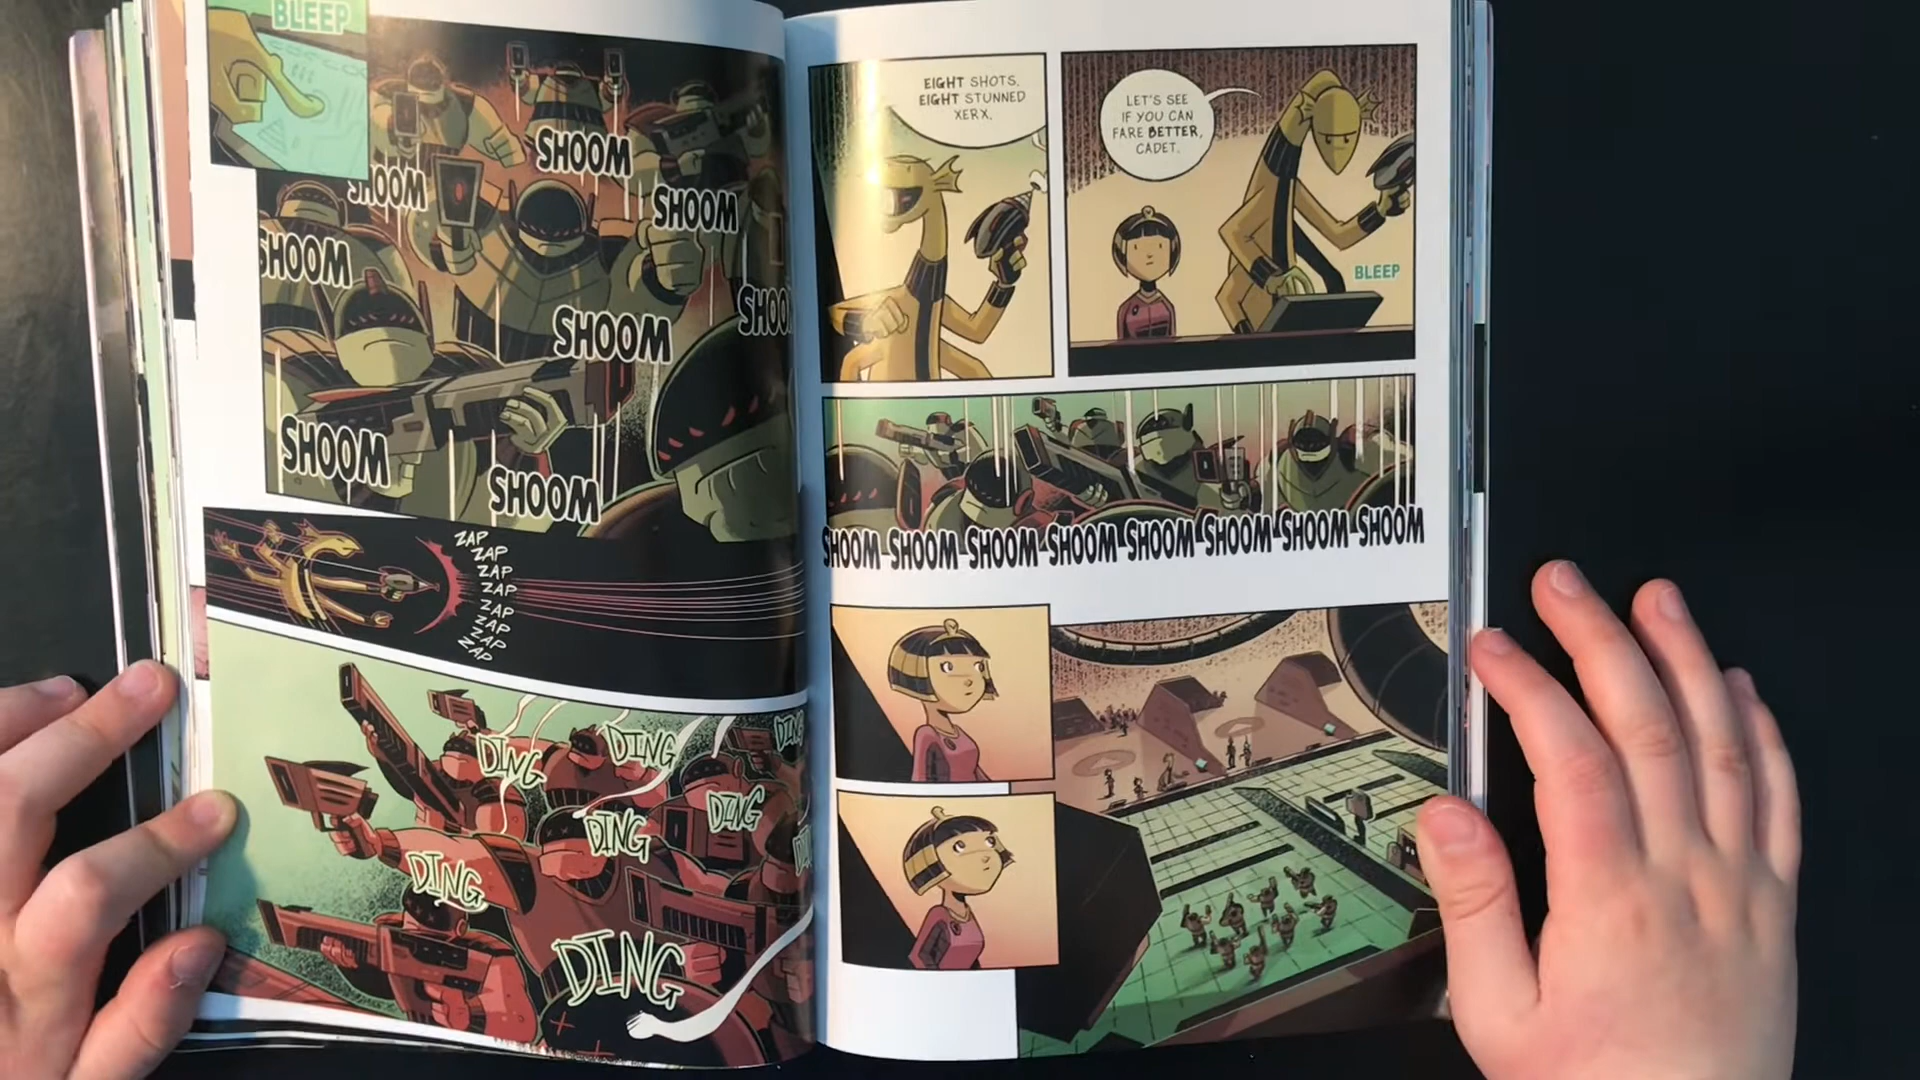 BLEEP
SHOOM
SHOOM
SHOOM
SHOOM
SHOOM
SHOOM
SHOOM
SHOOM
ZAP
ZAP
ZAP
ZAP
ZAP
ZAP
ZAP
ZAP
DING
DING
DING
DING
DING
DING
DING
EIGHT SHOTS,
EIGHT STUNNED
XERX.
LET'S SEE
IF YOU CAN
FARE BETTER,
CADET.
BLEEP
SHOOM SHOOM SHOOM SHOOM SHOOM SHOOM SHOOM SHOOM